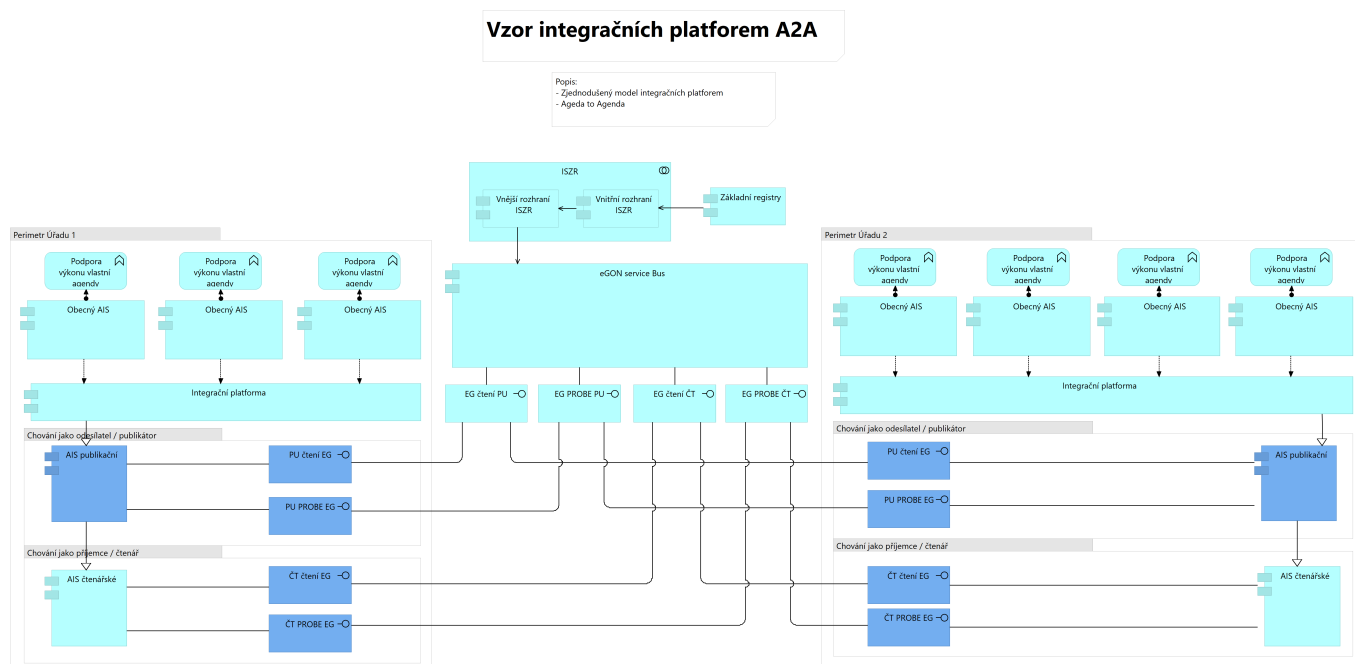 Vzor integračních platforem A2A
Popis:
- Zjednodušený model integračních platforem
- Ageda to Agenda
ISZR
Vnější rozhraní
ISZR
Vnitřní rozhraní
ISZR
Základní registry
eGON service Bus
EG čtení PU
EG PROBE PU
EG čtení ČT
EG PROBE ČT
Perimetr Úřadu 1
Podpora
výkonu vlastní
agendy
Podpora
výkonu vlastní
agendy
Podpora
výkonu vlastní
agendy
Obecný AIS
Obecný AIS
Obecný AIS
Integrační platforma
Chování jako odesílatel / publikátor
AIS publikační
PU čtení EG
PU PROBE EG
Chování jako příjemce / čtenář
AIS čtenářské
ČT čtení EG
ČT PROBE EG
Perimetr Úřadu 2
Podpora
výkonu vlastní
agendy
Podpora
výkonu vlastní
agendy
Podpora
výkonu vlastní
agendy
Podpora
výkonu vlastní
agendy
Obecný AIS
Obecný AIS
Obecný AIS
Obecný AIS
Integrační platforma
Chování jako odesílatel / publikátor
PU čtení EG
AIS publikační
PU PROBE EG
Chování jako příjemce / čtenář
ČT čtení EG
AIS čtenářské
ČT PROBE EG